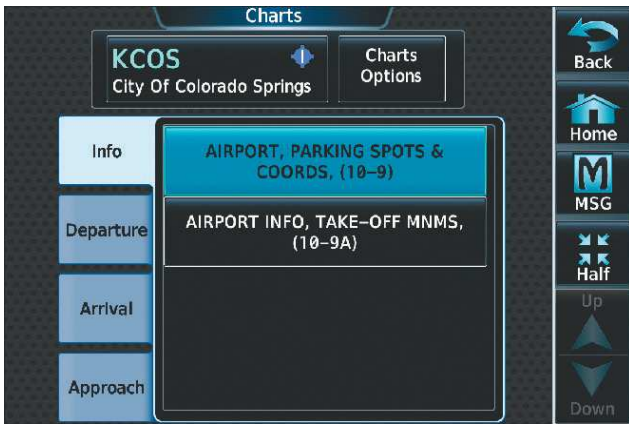 Charts
KCOS
City Of Colorado Springs
Charts
Options
Info
Departure
Arrival
Approach
AIRPORT, PARKING SPOTS &
COORDS, (10–9)
AIRPORT INFO, TAKE–OFF MNMS,
(10–9A)
Back
Home
MSG
Half
Up
Down